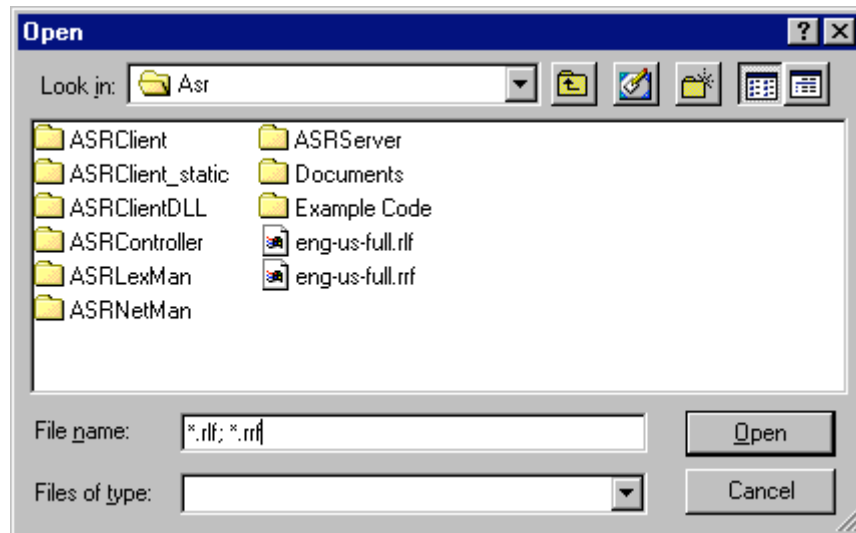 Open
Look in: Asr
ASRClient ASRServer
ASRClient_static Documents
ASRClientDLL Example Code
ASRController eng-us-full.rlf
ASRLexMan eng-us-full.rrf
ASRNetMan
File name: *.rlf; *.rrf Open
Files of type: Cancel